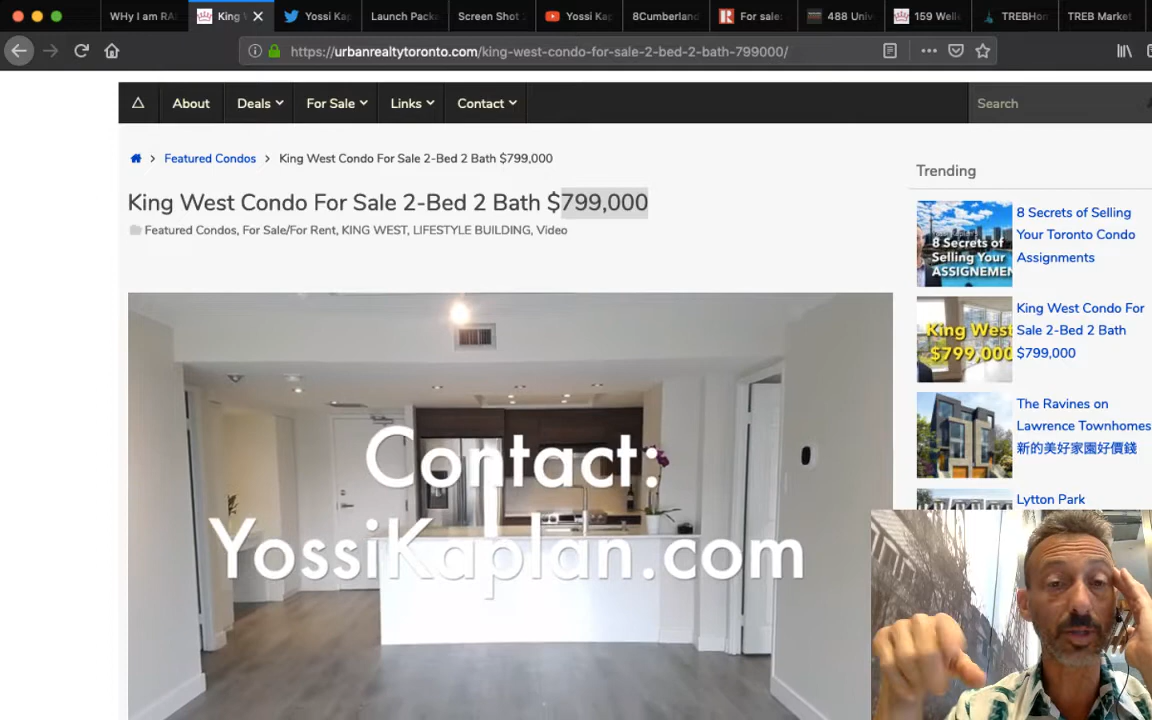 WHy I am RA
King W
Yossi Kap
Launch Packa
Screen Shot 2
Yossi Kap
8Cumberland
For sale:
488 Univ
159 Welle
TREBHom
TREB Market
https://urbanrealtytoronto.com/king-west-condo-for-sale-2-bed-2-bath-799000/
About Deals For Sale Links Contact Search
Featured Condos King West Condo For Sale 2-Bed 2 Bath $799,000
King West Condo For Sale 2-Bed 2 Bath $799,000
Featured Condos, For Sale/For Rent, KING WEST, LIFESTYLE BUILDING, Video
Contact:
YossiKaplan.com
Trending
8 Secrets of
Selling Your
ASSIGNEMEN
8 Secrets of Selling
Your Toronto Condo
Assignments
King West
$799,000
King West Condo For
Sale 2-Bed 2 Bath
$799,000
The Ravines on
Lawrence Townhomes
新的美好家園好價錢
Lytton Park